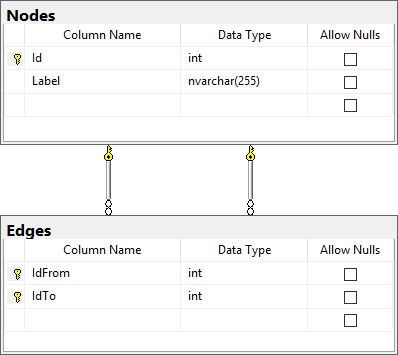 Nodes
Column Name Data Type Allow Nulls
Id int
Label nvarchar(255)
Edges
Column Name Data Type Allow Nulls
IdFrom int
IdTo int